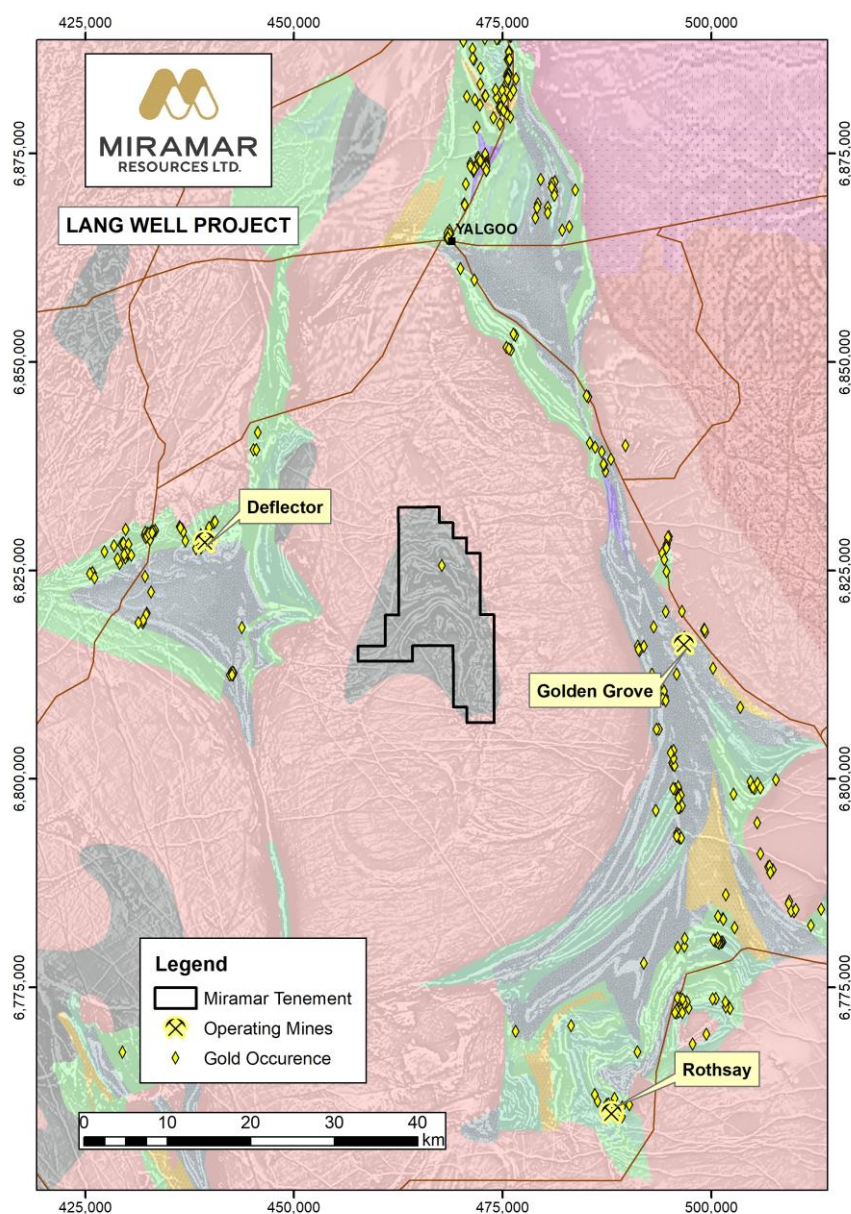 425,000
450,000
475,000
500,000
MIRAMAR
RESOURCES LTD.
LANG WELL PROJECT
6,875,000
6,875,000
YALGOO
6,850,000
6,850,000
Deflector
6,825,000
6,825,000
Golden Grove
6,800,000
6,800,000
Legend
Miramar Tenement
Operating Mines
Gold Occurence
6,775,000
6,775,000
Rothsay
0 10 20 30 40
km
425,000
450,000
475,000
500,000